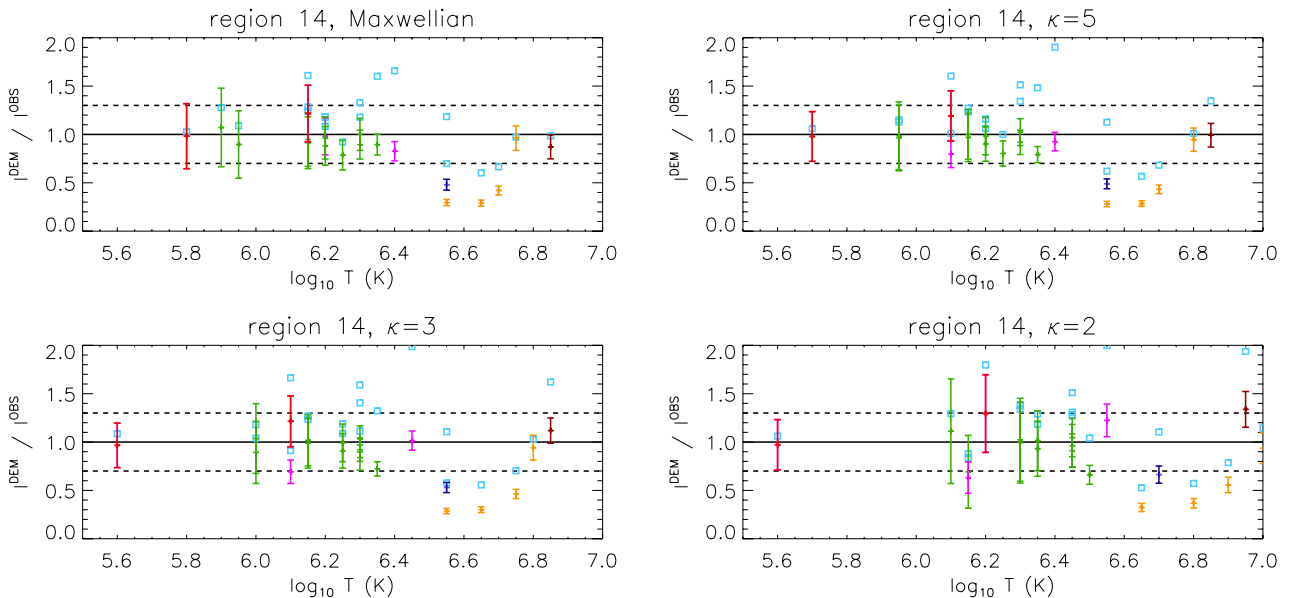 region 14, Maxwellian
2.0
1.5
1.0
0.5
0.0
I^DEM / I^OBS
5.6 5.8 6.0 6.2 6.4 6.6 6.8 7.0
log₁₀ T (K)
region 14, κ=5
2.0
1.5
1.0
0.5
0.0
I^DEM / I^OBS
5.6 5.8 6.0 6.2 6.4 6.6 6.8 7.0
log₁₀ T (K)
region 14, κ=3
2.0
1.5
1.0
0.5
0.0
I^DEM / I^OBS
5.6 5.8 6.0 6.2 6.4 6.6 6.8 7.0
log₁₀ T (K)
region 14, κ=2
2.0
1.5
1.0
0.5
0.0
I^DEM / I^OBS
5.6 5.8 6.0 6.2 6.4 6.6 6.8 7.0
log₁₀ T (K)